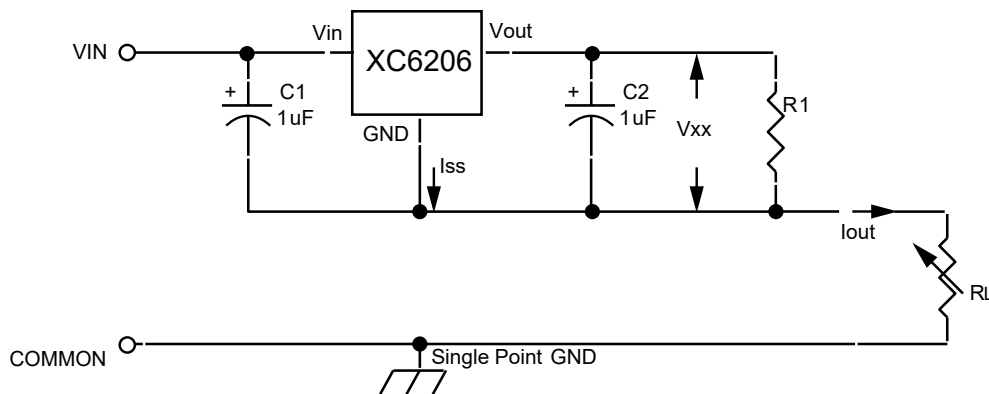 VIN
Vin
XC6206
Vout
+
C1
1uF
GND
Iss
+
C2
1uF
Vxx
R1
Iout
RL
COMMON
Single Point GND